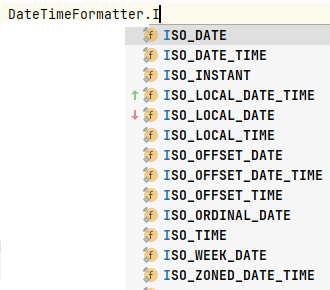 DateTimeFormatter.I
ISO_DATE
ISO_DATE_TIME
ISO_INSTANT
ISO_LOCAL_DATE_TIME
ISO_LOCAL_DATE
ISO_LOCAL_TIME
ISO_OFFSET_DATE
ISO_OFFSET_DATE_TIME
ISO_OFFSET_TIME
ISO_ORDINAL_DATE
ISO_TIME
ISO_WEEK_DATE
ISO_ZONED_DATE_TIME